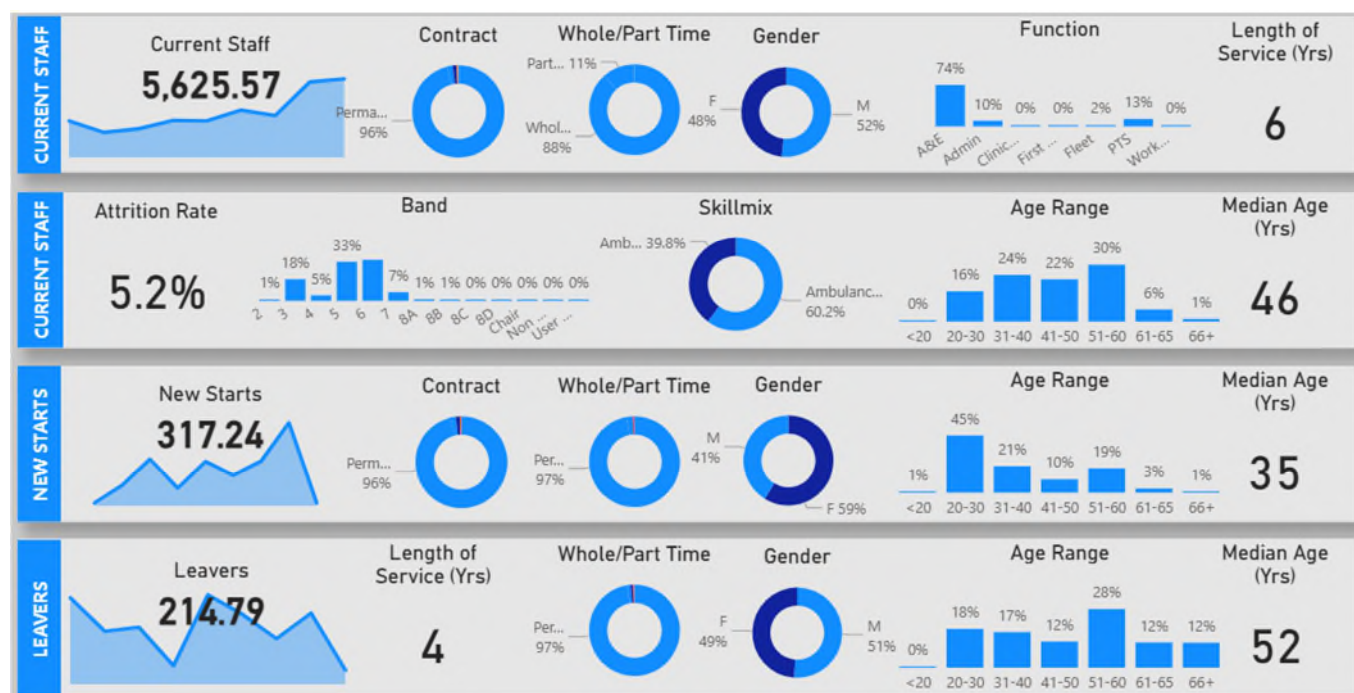 CURRENT STAFF
Current Staff
5,625.57
Contract
Perma...
96%
Whole/Part Time
Part... 11%
Whol...
88%
Gender
F
48%
M
52%
Function
74%
10%
0%
0%
2%
13%
0%
A&E
Admin
Clinic...
First ...
Fleet
PTS
Work...
Length of
Service (Yrs)
6
CURRENT STAFF
Attrition Rate
5.2%
Band
1%
18%
5%
33%
7%
1%
1%
0%
0%
0%
0%
0%
2
3
4
5
6
7
8A
8B
8C
8D
Chair
Non ...
User ...
Skillmix
Amb... 39.8%
Ambulanc...
60.2%
Age Range
0%
16%
24%
22%
30%
6%
1%
<20 20-30 31-40 41-50 51-60 61-65 66+
Median Age
(Yrs)
46
NEW STARTS
New Starts
317.24
Contract
Perm...
96%
Whole/Part Time
Per...
97%
Gender
M
41%
F 59%
Age Range
1%
45%
21%
10%
19%
3%
1%
<20 20-30 31-40 41-50 51-60 61-65 66+
Median Age
(Yrs)
35
LEAVERS
Leavers
214.79
Length of
Service (Yrs)
4
Whole/Part Time
Per...
97%
Gender
F
49%
M
51%
Age Range
0%
18%
17%
12%
28%
12%
12%
<20 20-30 31-40 41-50 51-60 61-65 66+
Median Age
(Yrs)
52